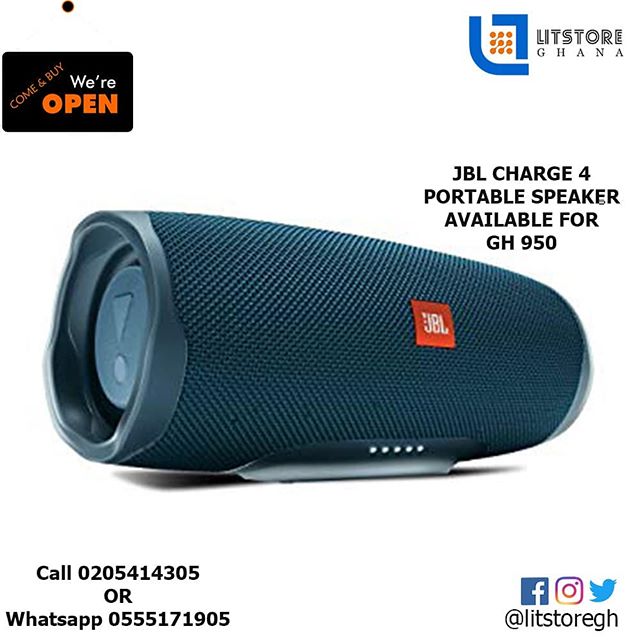 LITSTORE
GHANA
COME & BUY
We're
OPEN
JBL CHARGE 4
PORTABLE SPEAKER
AVAILABLE FOR
GH 950
JBL
Call 0205414305
OR
Whatsapp 0555171905
@litstoregh